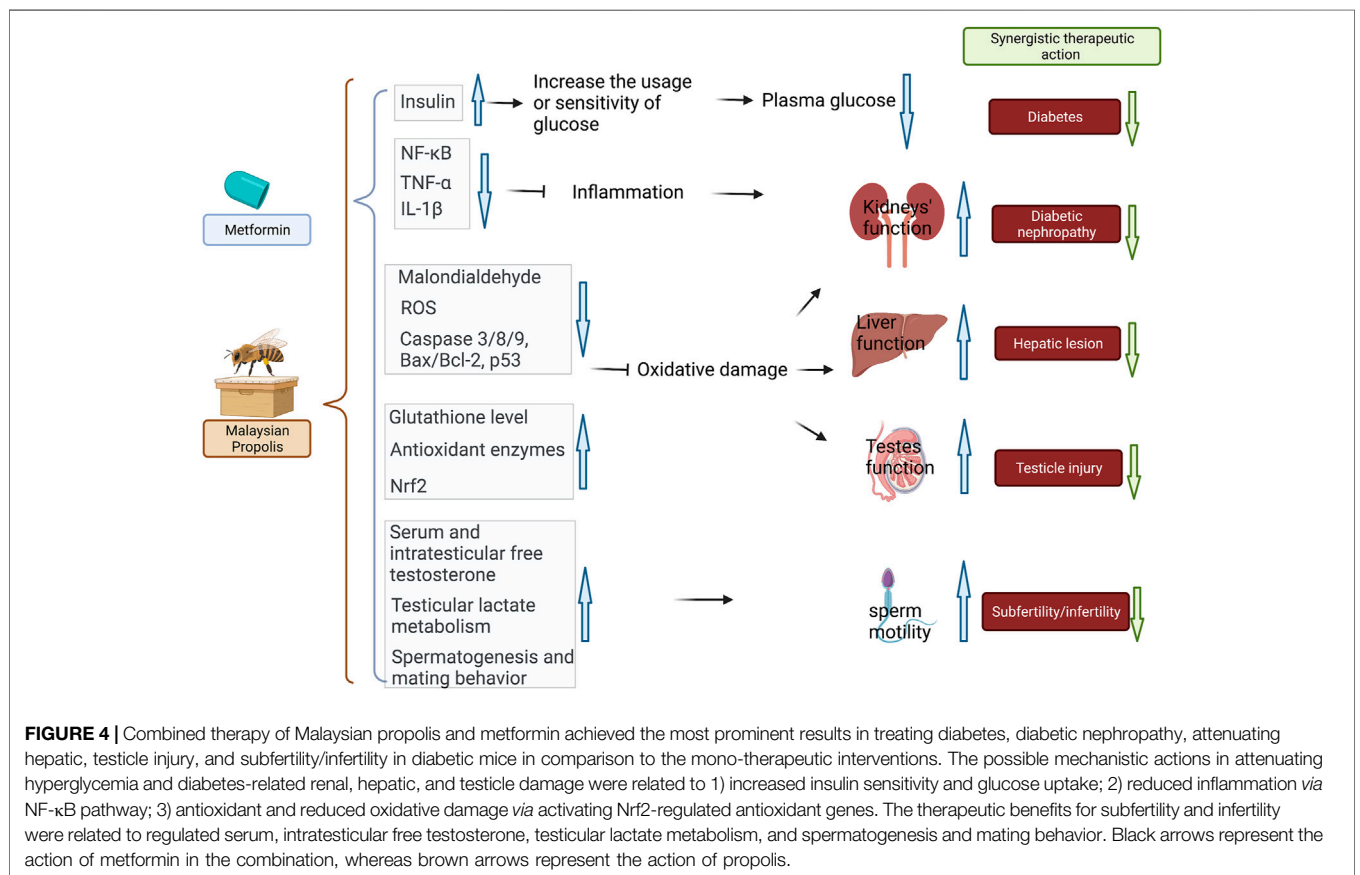 Synergistic therapeutic
action
Insulin
Increase the usage
or sensitivity of
glucose
Plasma glucose
Diabetes
NF-κB
TNF-α
IL-1β
Inflammation
Kidneys'
function
Diabetic
nephropathy
Metformin
Malondialdehyde
ROS
Caspase 3/8/9,
Bax/Bcl-2, p53
Oxidative damage
Liver
function
Hepatic lesion
Malaysian
Propolis
Glutathione level
Antioxidant enzymes
Nrf2
Testes
function
Testicle injury
Serum and
intratesticular free
testosterone
Testicular lactate
metabolism
Spermatogenesis and
mating behavior
sperm
motility
Subfertility/infertility
FIGURE 4 | Combined therapy of Malaysian propolis and metformin achieved the most prominent results in treating diabetes, diabetic nephropathy, attenuating
hepatic, testicle injury, and subfertility/infertility in diabetic mice in comparison to the mono-therapeutic interventions. The possible mechanistic actions in attenuating
hyperglycemia and diabetes-related renal, hepatic, and testicle damage were related to 1) increased insulin sensitivity and glucose uptake; 2) reduced inflammation via
NF-κB pathway; 3) antioxidant and reduced oxidative damage via activating Nrf2-regulated antioxidant genes. The therapeutic benefits for subfertility and infertility
were related to regulated serum, intratesticular free testosterone, testicular lactate metabolism, and spermatogenesis and mating behavior. Black arrows represent the
action of metformin in the combination, whereas brown arrows represent the action of propolis.